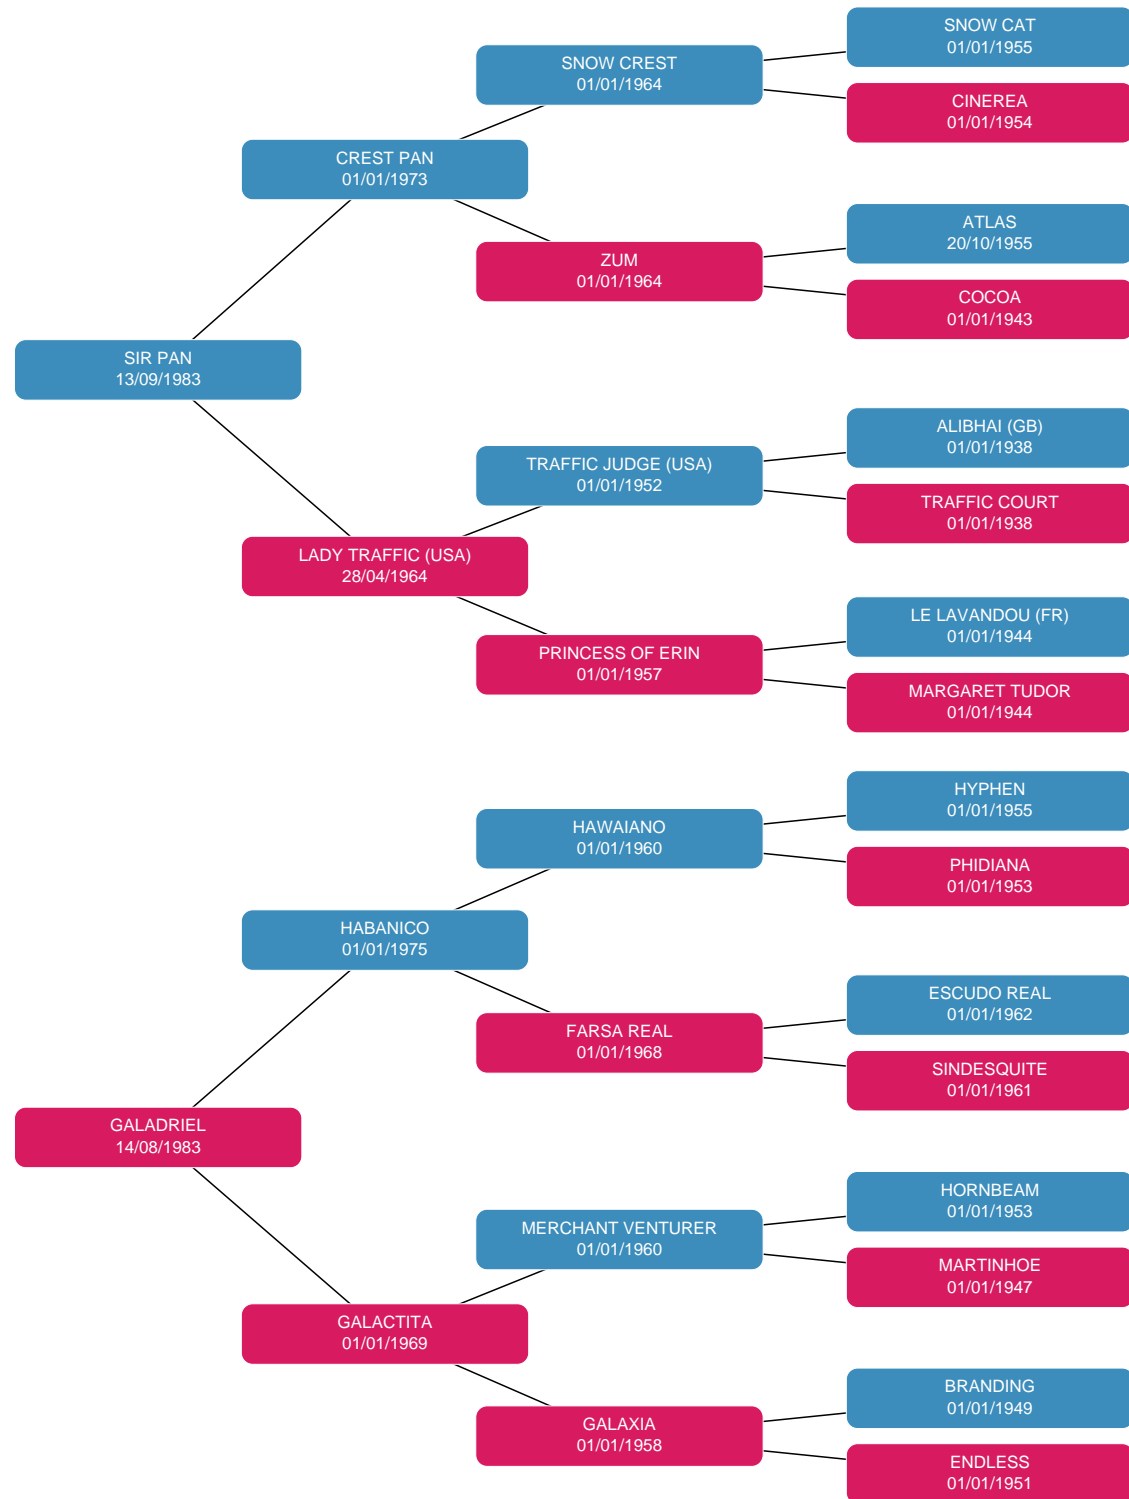 SNOW CAT
01/01/1955
SNOW CREST
01/01/1964
CINEREA
01/01/1954
CREST PAN
01/01/1973
ATLAS
20/10/1955
ZUM
01/01/1964
COCOA
01/01/1943
SIR PAN
13/09/1983
ALIBHAI (GB)
01/01/1938
TRAFFIC JUDGE (USA)
01/01/1952
TRAFFIC COURT
01/01/1938
LADY TRAFFIC (USA)
28/04/1964
LE LAVANDOU (FR)
01/01/1944
PRINCESS OF ERIN
01/01/1957
MARGARET TUDOR
01/01/1944
HYPHEN
01/01/1955
HAWAIANO
01/01/1960
PHIDIANA
01/01/1953
HABANICO
01/01/1975
ESCUDO REAL
01/01/1962
FARSA REAL
01/01/1968
SINDESQUITE
01/01/1961
GALADRIEL
14/08/1983
HORNBEAM
01/01/1953
MERCHANT VENTURER
01/01/1960
MARTINHOE
01/01/1947
GALACTITA
01/01/1969
BRANDING
01/01/1949
GALAXIA
01/01/1958
ENDLESS
01/01/1951